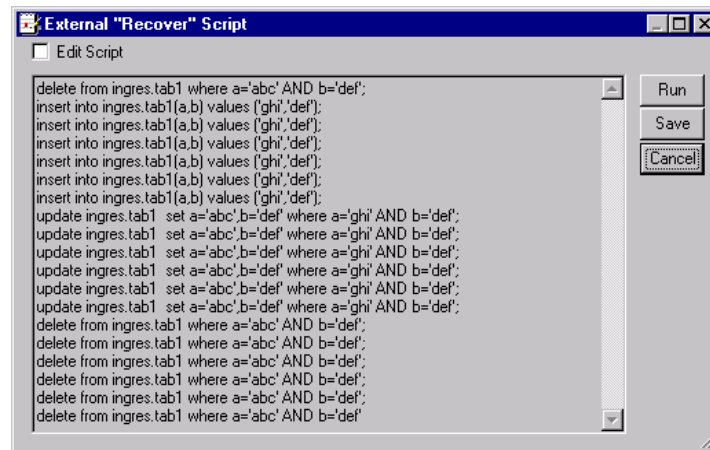 External "Recover" Script
Edit Script
delete from ingres.tab1 where a='abc' AND b='def';
insert into ingres.tab1(a,b) values ('ghi','def');
insert into ingres.tab1(a,b) values ('ghi','def');
insert into ingres.tab1(a,b) values ('ghi','def');
insert into ingres.tab1(a,b) values ('ghi','def');
insert into ingres.tab1(a,b) values ('ghi','def');
insert into ingres.tab1(a,b) values ('ghi','def');
update ingres.tab1  set a='abc',b='def' where a='ghi' AND b='def';
update ingres.tab1  set a='abc',b='def' where a='ghi' AND b='def';
update ingres.tab1  set a='abc',b='def' where a='ghi' AND b='def';
update ingres.tab1  set a='abc',b='def' where a='ghi' AND b='def';
update ingres.tab1  set a='abc',b='def' where a='ghi' AND b='def';
update ingres.tab1  set a='abc',b='def' where a='ghi' AND b='def';
delete from ingres.tab1 where a='abc' AND b='def';
delete from ingres.tab1 where a='abc' AND b='def';
delete from ingres.tab1 where a='abc' AND b='def';
delete from ingres.tab1 where a='abc' AND b='def';
delete from ingres.tab1 where a='abc' AND b='def';
delete from ingres.tab1 where a='abc' AND b='def'
Run
Save
Cancel